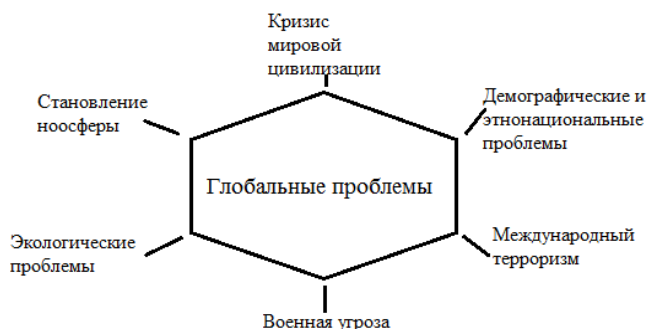 Кризис
мировой
цивилизации
Становление
ноосферы
Демографические и
этнонациональные
проблемы
Глобальные проблемы
Экологические
проблемы
Международный
терроризм
Военная угроза